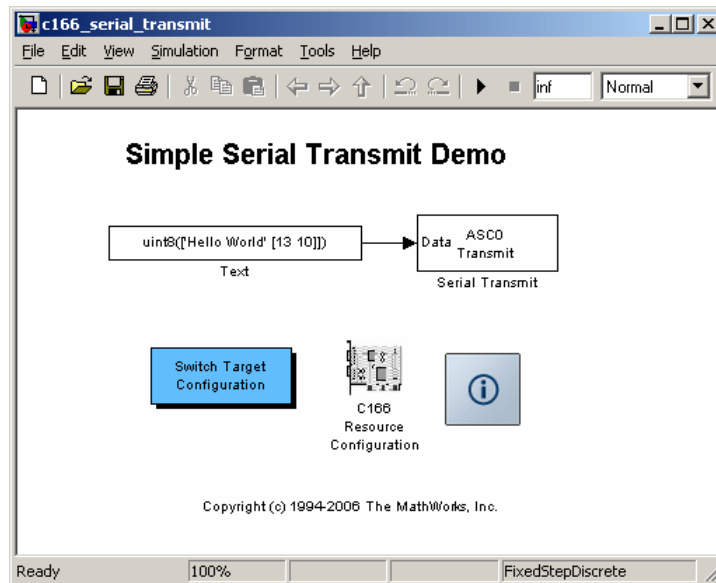 c166_serial_transmit
File Edit View Simulation Format Tools Help
inf Normal
Simple Serial Transmit Demo
uint8(['Hello World' [13 10]])
Text
Data ASC0
Transmit
Serial Transmit
Switch Target
Configuration
C166
Resource
Configuration
Copyright (c) 1994-2006 The MathWorks, Inc.
Ready 100% FixedStepDiscrete